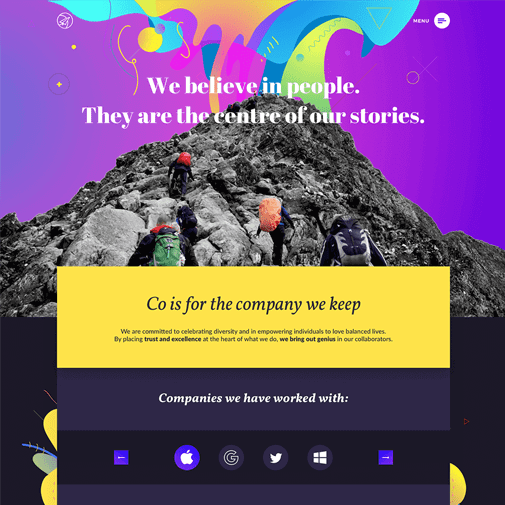 MENU
We believe in people.
They are the centre of our stories.
Co is for the company we keep
We are committed to celebrating diversity and in empowering individuals to love balanced lives.
By placing trust and excellence at the heart of what we do, we bring out genius in our collaborators.
Companies we have worked with: